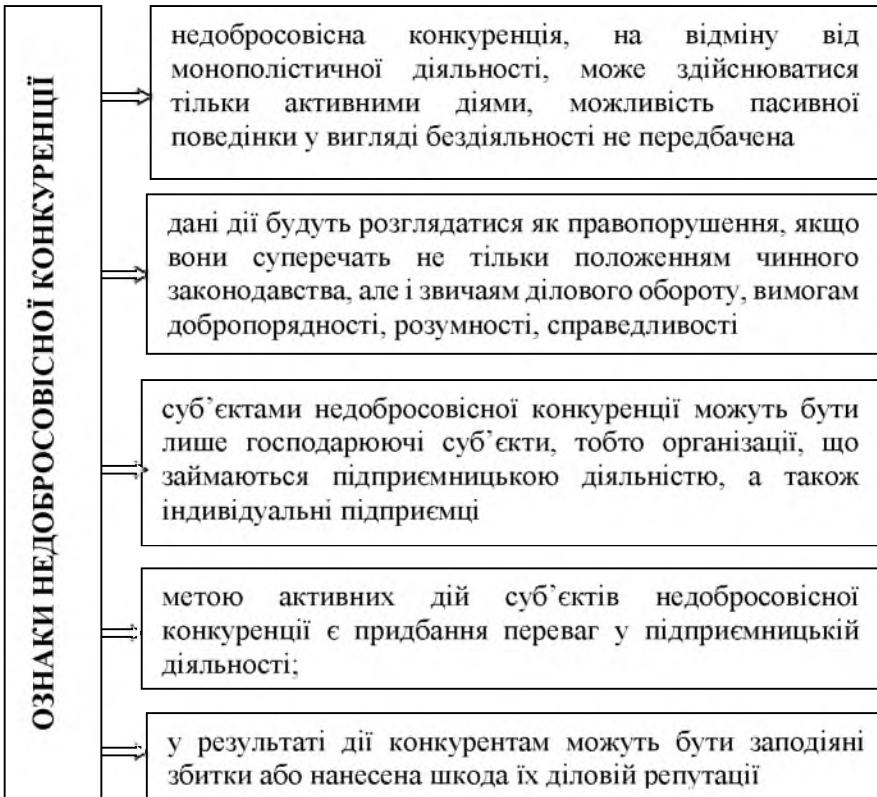 ОЗНАКИ НЕДОБРОСОВІСНОЇ КОНКУРЕНЦІЇ
недобросовісна конкуренція, на відміну від
монополістичної діяльності, може здійснюватися
тільки активними діями, можливість пасивної
поведінки у вигляді бездіяльності не передбачена
дані дії будуть розглядатися як правопорушення, якщо
вони суперечать не тільки положенням чинного
законодавства, але і звичаям ділового обороту, вимогам
добропорядності, розумності, справедливості
суб’єктами недобросовісної конкуренції можуть бути
лише господарюючі суб’єкти, тобто організації, що
займаються підприємницькою діяльністю, а також
індивідуальні підприємці
метою активних дій суб’єктів недобросовісної
конкуренції є придбання переваг у підприємницькій
діяльності;
у результаті дії конкурентам можуть бути заподіяні
збитки або нанесена шкода їх діловій репутації